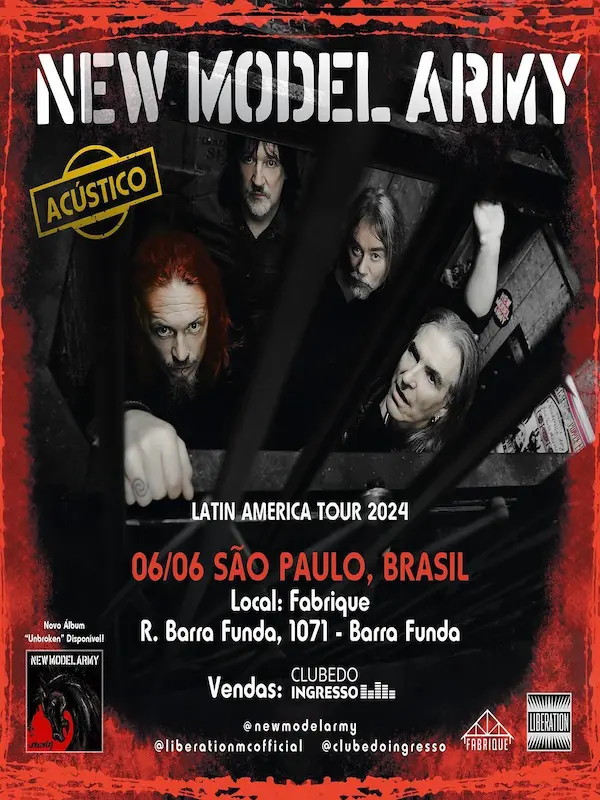 NEW MODEL ARMY
ACÚSTICO
LATIN AMERICA TOUR 2024
06/06 SÃO PAULO, BRASIL
Local: Fabrique
R. Barra Funda, 1071 - Barra Funda
Novo Álbum
"Unbroken" Disponível!
NEW MODEL ARMY
Vendas: CLUBEDO
INGRESSO
@newmodelarmy
@liberationmcofficial @clubedoingresso
FABRIQUE
LIBERATION